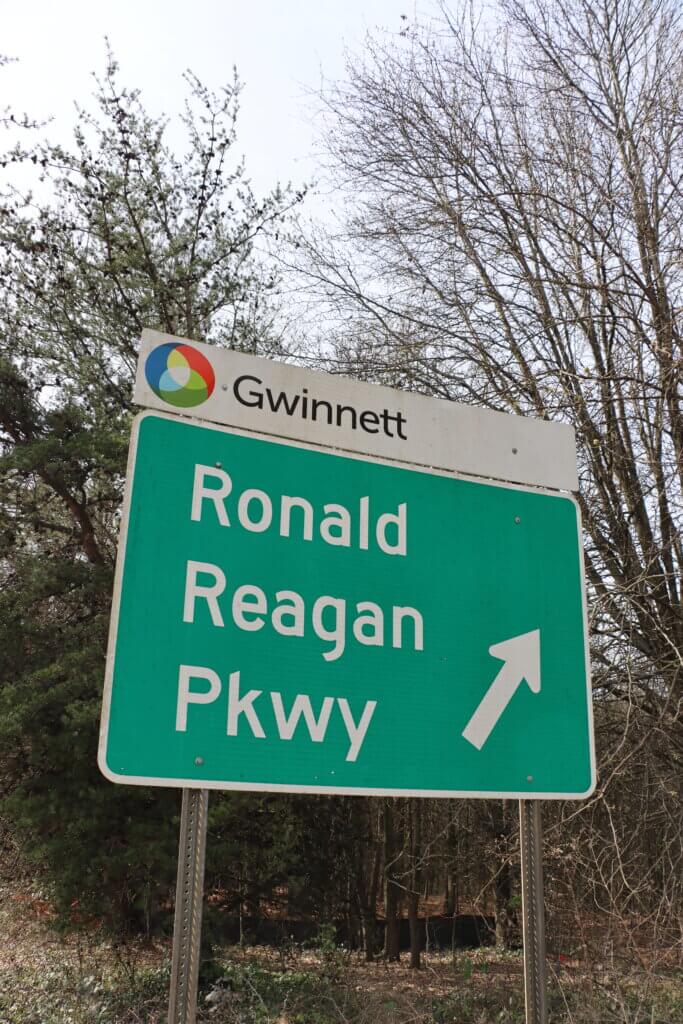 Gwinnett
Ronald
Reagan
Pkwy